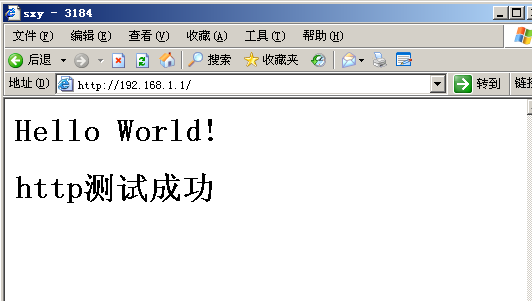 sxy - 3184
文件(F) 编辑(E) 查看(V) 收藏(A) 工具(T) 帮助(H)
后退 搜索 收藏夹
地址(D) http://192.168.1.1/ 转到 链接
Hello World!
http测试成功